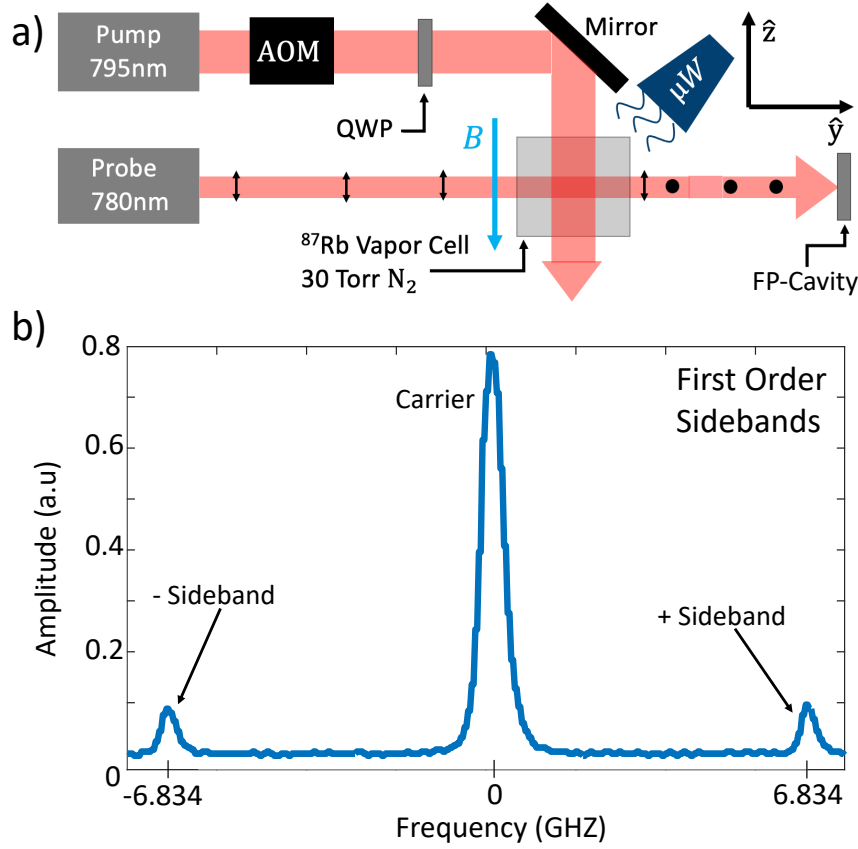 a)
Pump
795nm
AOM
QWP
Mirror
μW
ẑ
ŷ
B
Probe
780nm
⁸⁷Rb Vapor Cell
30 Torr N₂
FP-Cavity
b)
0.8
0.6
0.4
0.2
0
Amplitude (a.u)
Carrier
First Order
Sidebands
- Sideband
+ Sideband
-6.834
0
6.834
Frequency (GHZ)